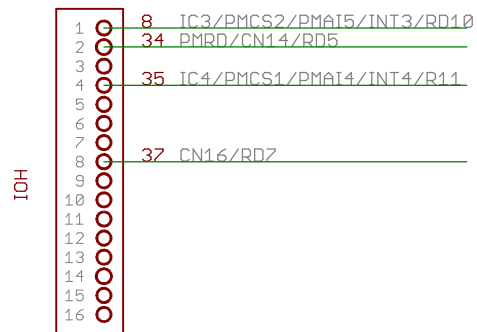 1 8 IC3/PMCS2/PMAI5/INT3/RD10
2 34 PMRD/CN14/RD5
3
4 35 IC4/PMCS1/PMAI4/INT4/R11
5
6
7
8 37 CN16/RD7
9
10
11
12
13
14
15
16
IOH